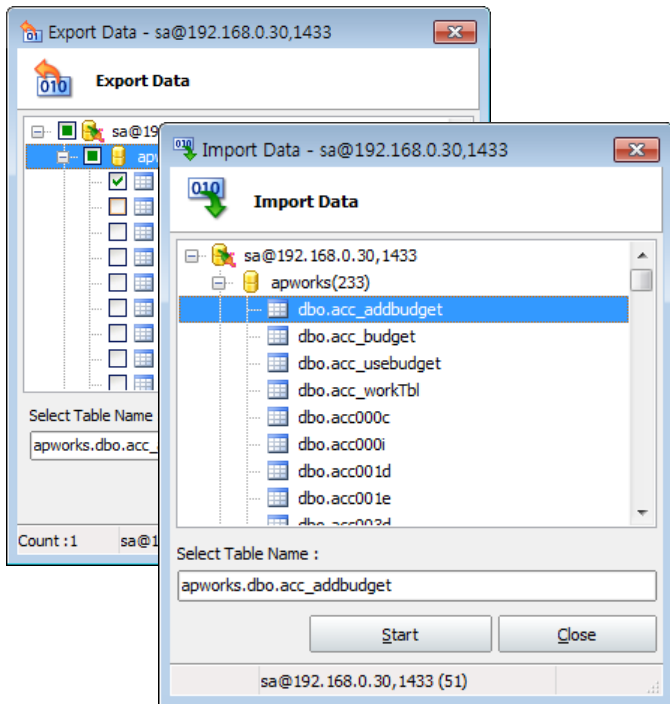 Export Data - sa@192.168.0.30,1433
Export Data
Select Table Name
Count :1
Import Data - sa@192.168.0.30,1433
Import Data
sa@192.168.0.30,1433
apworks(233)
dbo.acc_addbudget
dbo.acc_budget
dbo.acc_usebudget
dbo.acc_workTbl
dbo.acc000c
dbo.acc000i
dbo.acc001d
dbo.acc001e
Select Table Name :
apworks.dbo.acc_addbudget
Start
Close
sa@192.168.0.30,1433 (51)